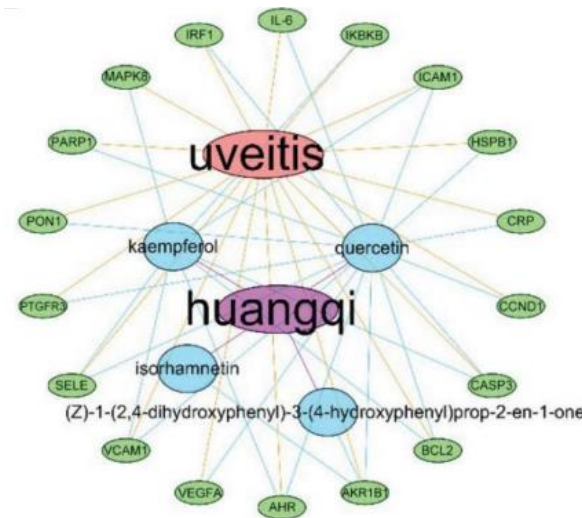 IL-6
IRF1
IKBKB
MAPK8
ICAM1
PARP1
HSPB1
uveitis
PON1
CRP
kaempferol
quercetin
PTGFR3
huangqi
CCND1
isorhamnetin
SELE
CASP3
(Z)-1-(2,4-dihydroxyphenyl)-3-(4-hydroxyphenyl)prop-2-en-1-one
VCAM1
BCL2
VEGFA
AKR1B1
AHR